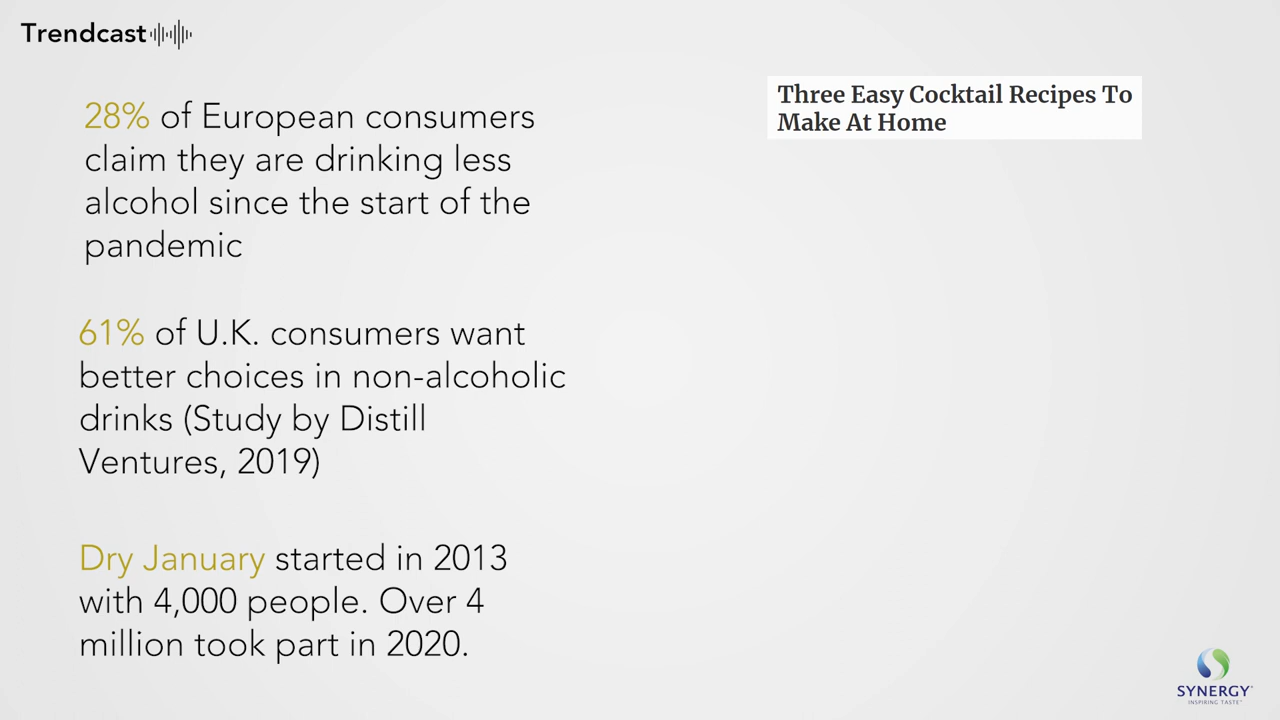 Trendcast
28% of European consumers
claim they are drinking less
alcohol since the start of the
pandemic
61% of U.K. consumers want
better choices in non-alcoholic
drinks (Study by Distill
Ventures, 2019)
Dry January started in 2013
with 4,000 people. Over 4
million took part in 2020.
Three Easy Cocktail Recipes To
Make At Home
SYNERGY™
INSPIRING TASTE™